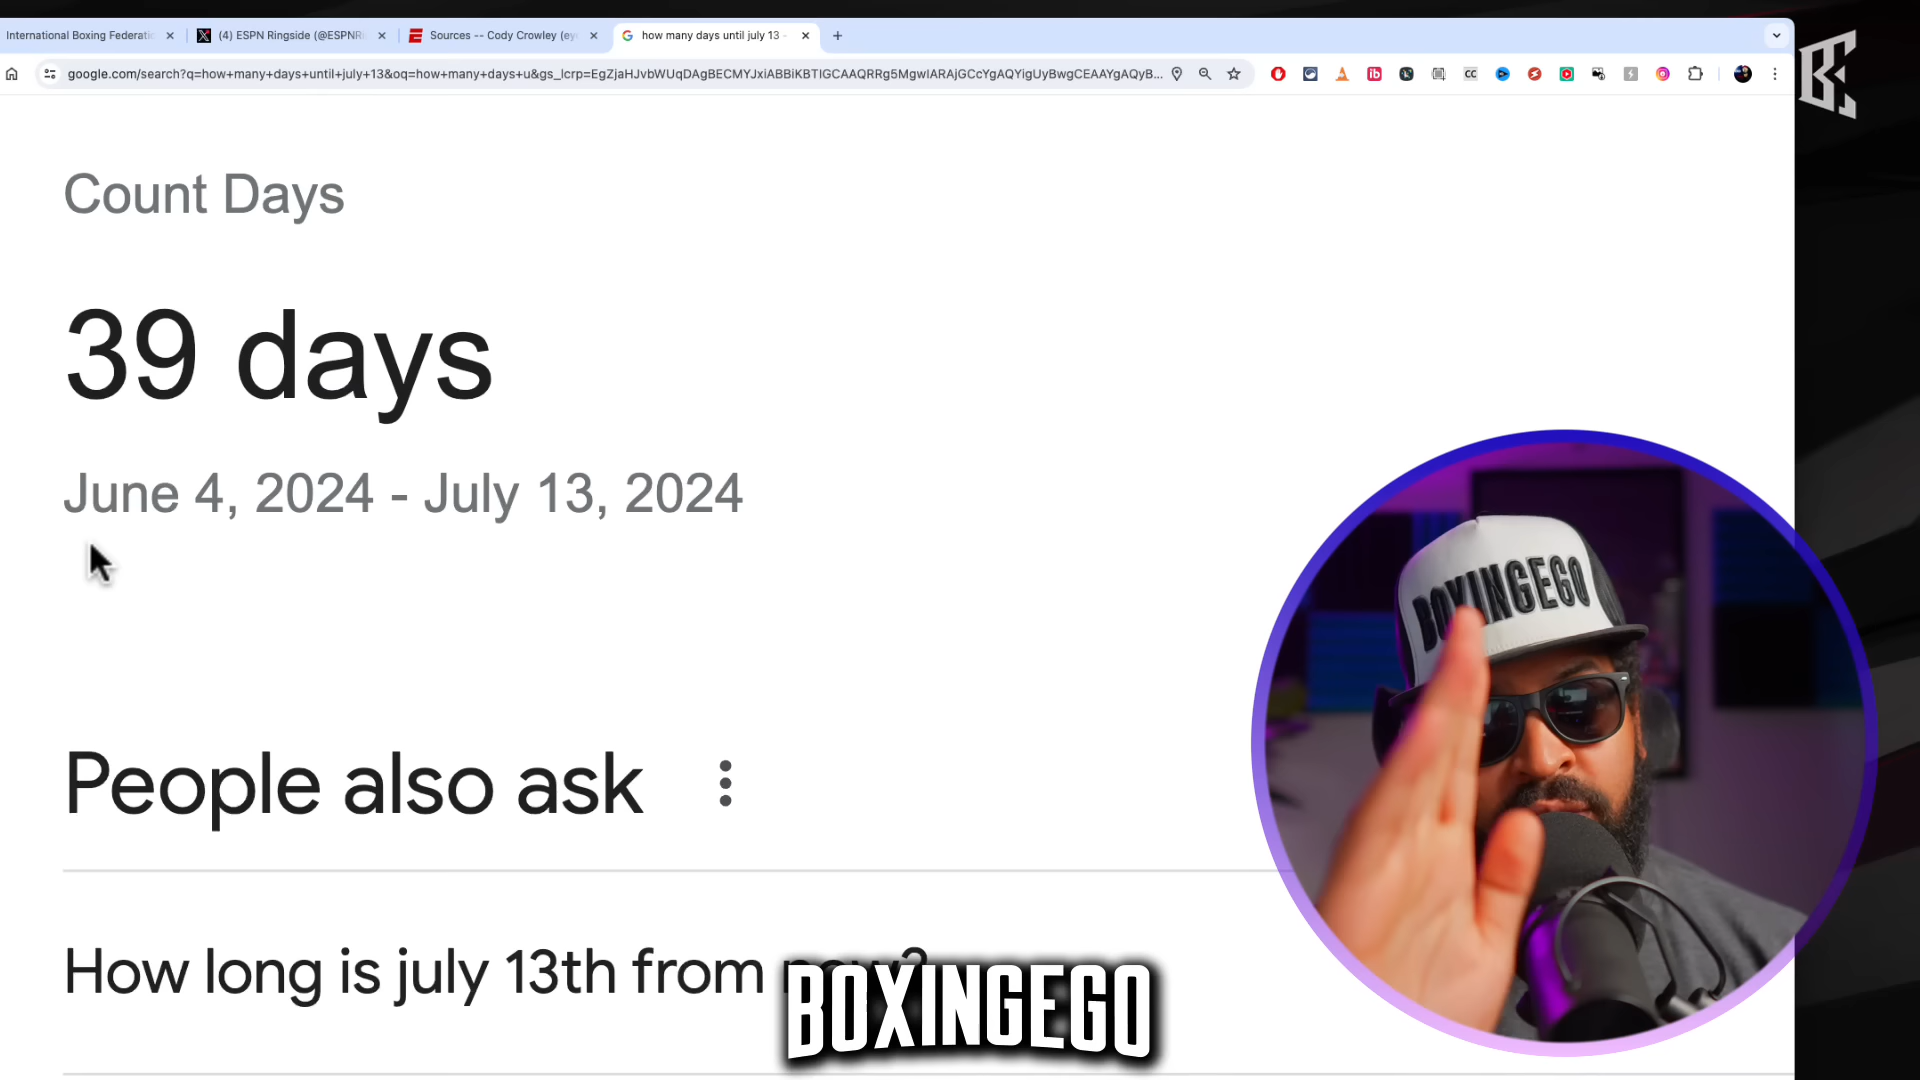 International Boxing Federati
(4) ESPN Ringside (@ESPNRi
Sources -- Cody Crowley (ey
how many days until july 13 -
google.com/search?q=how+many+days+until+july+13&oq=how+many+days+u&gs_lcrp=EgZjaHJvbWUqDAgBECMYJxiABBiKBTIGCAAQRRg5MgwIARAjGCcYgAQYigUyBwgCEAAYgAQyB...
Count Days
39 days
June 4, 2024 - July 13, 2024
BOXINGEGO
People also ask
How long is july 13th from now?
BOXINGEGO